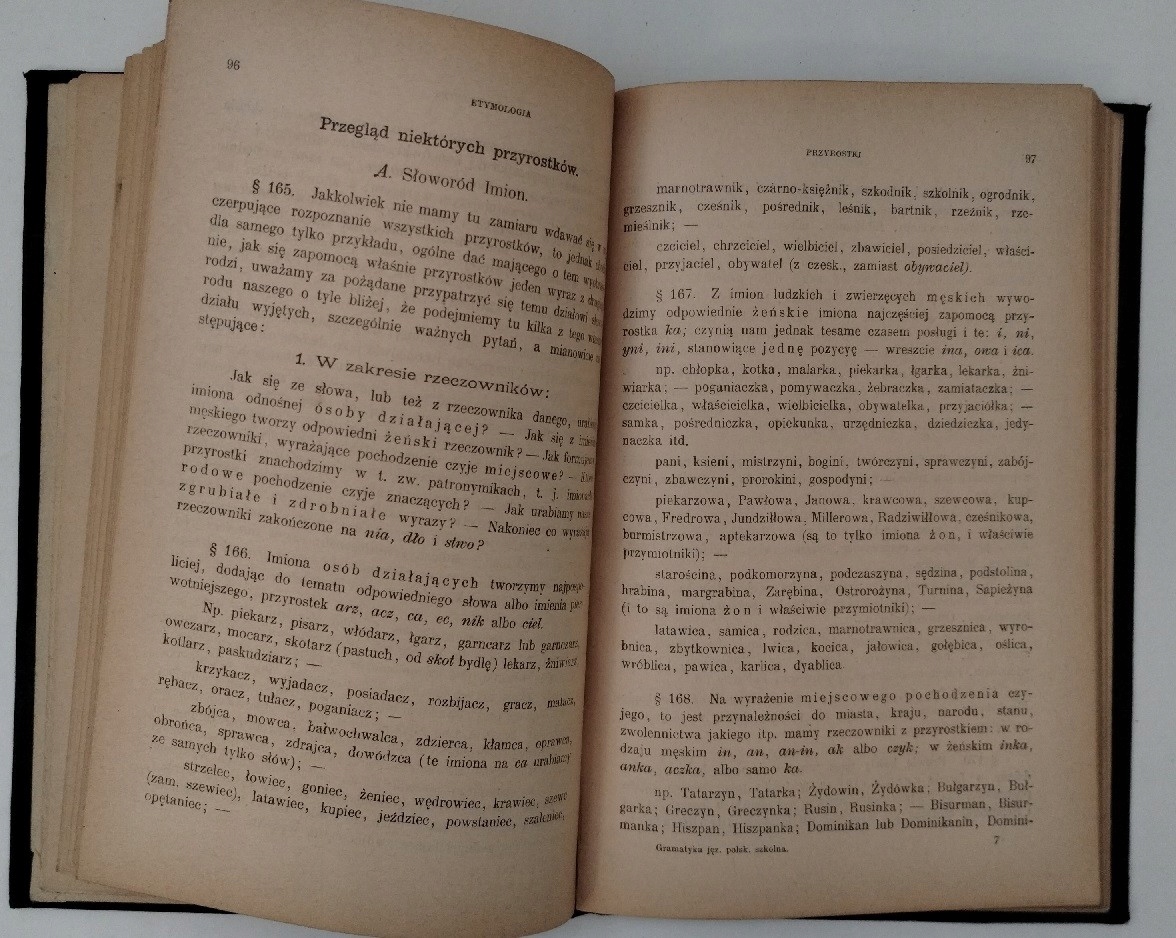 96
ETYMOLOGIA
Przegląd niektórych przyrostków.
A. Słoworód Imion.
§ 165. Jakkolwiek nie mamy tu zamiaru wdawać się w
czerpujące rozpoznanie wszystkich przyrostków, to jednak
dla samego tylko przykładu, ogólne dać mającego o tem
nie, jak się zapomocą właśnie przyrostków jeden wyraz z
rodzi, uważamy za pożądane przypatrzyć się temu działowi
rodu naszego o tyle bliżej, że podejmiemy tu kilka z tego
działu wyjętych, szczególnie ważnych pytań, a mianowicie
stępujące:
1. W zakresie rzeczowników:
Jak się ze słowa, lub też z rzeczownika danego,
imiona odnośnej osoby działającej? — Jak się z
męskiego tworzy odpowiedni żeński rzeczownik? — Jak
rzeczowniki, wyrażające pochodzenie czyje miejscowe? —
przyrostki znachodzimy w t. zw. patronymikach, t. j.
rodowe pochodzenie czyje znaczących? — Jak urabiamy
zgrubiałe i zdrobniałe wyrazy? — Nakoniec co
rzeczowniki zakończone na nia, dło i stwo?
§ 166. Imiona osób działających tworzymy
liciej, dodając do tematu odpowiedniego słowa albo imienia
wotniejszego, przyrostek arz, acz, ca, ec, nik albo ciel.
Np. piekarz, pisarz, włódarz, łgarz, garncarz lub
owczarz, mocarz, skotarz (pastuch, od skot bydlę) lekarz,
kotlarz, paskudziarz; —
krzykacz, wyjadacz, posiadacz, rozbijacz, gracz,
rębacz, oracz, tułacz, poganiacz; —
zbójca, mowca, bałwochwalca, zdzierca, kłamca, oprawca,
obrońca, sprawca, zdrajca, dowódzca (te imiona na ca urabiamy
ze samych tylko słów); —
strzelec, łowiec, goniec, żeniec, wędrowiec, krawiec,
(zam. szewiec), latawiec, kupiec, jeździec, powstaniec, szaleniec,
opętaniec; —
PRZYROSTKI
97
marnotrawnik, czarno-księżnik, szkodnik, szkolnik, ogrodnik,
grzesznik, cześnik, pośrednik, leśnik, bartnik, rzeźnik, rze-
mieślnik; —
czciciel, chrzciciel, wielbiciel, zbawiciel, posiedziciel, właści-
ciel, przyjaciel, obywatel (z czesk., zamiast obywaciel).
§ 167. Z imion ludzkich i zwierzęcych męskich wywo-
dzimy odpowiednie żeńskie imiona najczęściej zapomocą przy-
rostka ka; czynią nam jednak tesame czasem posługi i te: i, ni,
yni, ini, stanowiące jednę pozycyę — wreszcie ina, owa i ica.
np. chłopka, kotka, malarka, piekarka, łgarka, lekarka, żni-
wiarka; — poganiaczka, pomywaczka, żebraczka, zamiataczka; —
czcicielka, właścicielka, wielbicielka, obywatelka, przyjaciółka; —
samka, pośredniczka, opiekunka, urzędniczka, dziedziczka, jedy-
naczka itd.
pani, ksieni, mistrzyni, bogini, twórczyni, sprawczyni, zabój-
czyni, zbawczyni, prorokini, gospodyni; —
piekarzowa, Pawłowa, Janowa, krawcowa, szewcowa, kup-
cowa, Fredrowa, Jundziłłowa, Millerowa, Radziwiłłowa, cześnikowa,
burmistrzowa, aptekarzowa (są to tylko imiona żon, i właściwie
przymiotniki); —
starościna, podkomorzyna, podczaszyna, sędzina, podstolina,
hrabina, margrabina, Zarębina, Ostrorożyna, Turnina, Sapieżyna
(i to są imiona żon i właściwie przymiotniki); —
latawica, samica, rodzica, marnotrawnica, grzesznica, wyro-
bnica, zbytkownica, lwica, kocica, jałowica, gołębica, oślica,
wróblica, pawica, karlica, dyablica.
§ 168. Na wyrażenie miejscowego pochodzenia czy-
jego, to jest przynależności do miasta, kraju, narodu, stanu,
zwolennictwa jakiego itp. mamy rzeczowniki z przyrostkiem: w ro-
dzaju męskim in, an, an-in, ak albo czyk; w żeńskim inka,
anka, aczka, albo samo ka.
np. Tatarzyn, Tatarka; Żydowin, Żydówka; Bułgarzyn, Buł-
garka; Greczyn, Greczynka; Rusin, Rusinka; — Bisurman, Bisur-
manka; Hiszpan, Hiszpanka; Dominikan lub Dominikanin, Domini-
Gramatyka jęz. polsk. szkolna.
7